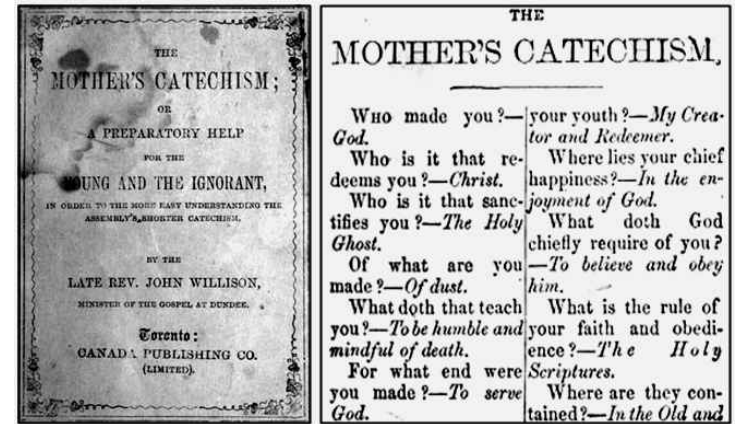 THE
MOTHER'S CATECHISM;
OR
A PREPARATORY HELP
FOR THE
YOUNG AND THE IGNORANT,
IN ORDER TO THE MORE EASY UNDERSTANDING THE
ASSEMBLY'S SHORTER CATECHISM.
BY THE
LATE REV. JOHN WILLISON,
MINISTER OF THE GOSPEL AT DUNDEE.
Toronto:
CANADA PUBLISHING CO.
(LIMITED).
THE
MOTHER'S CATECHISM.
WHO made you?—
God.
Who is it that re-
deems you?—Christ.
Who is it that sanc-
tifies you?—The Holy
Ghost.
Of what are you
made?—Of dust.
What doth that teach
you?—To be humble and
mindful of death.
For what end were
you made?—To serve
God.
your youth?—My Crea-
tor and Redeemer.
Where lies your chief
happiness?—In the en-
joyment of God.
What doth God
chiefly require of you?
—To believe and obey
him.
What is the rule of
your faith and obedi-
ence?—The Holy
Scriptures.
Where are they con-
tained?—In the Old and